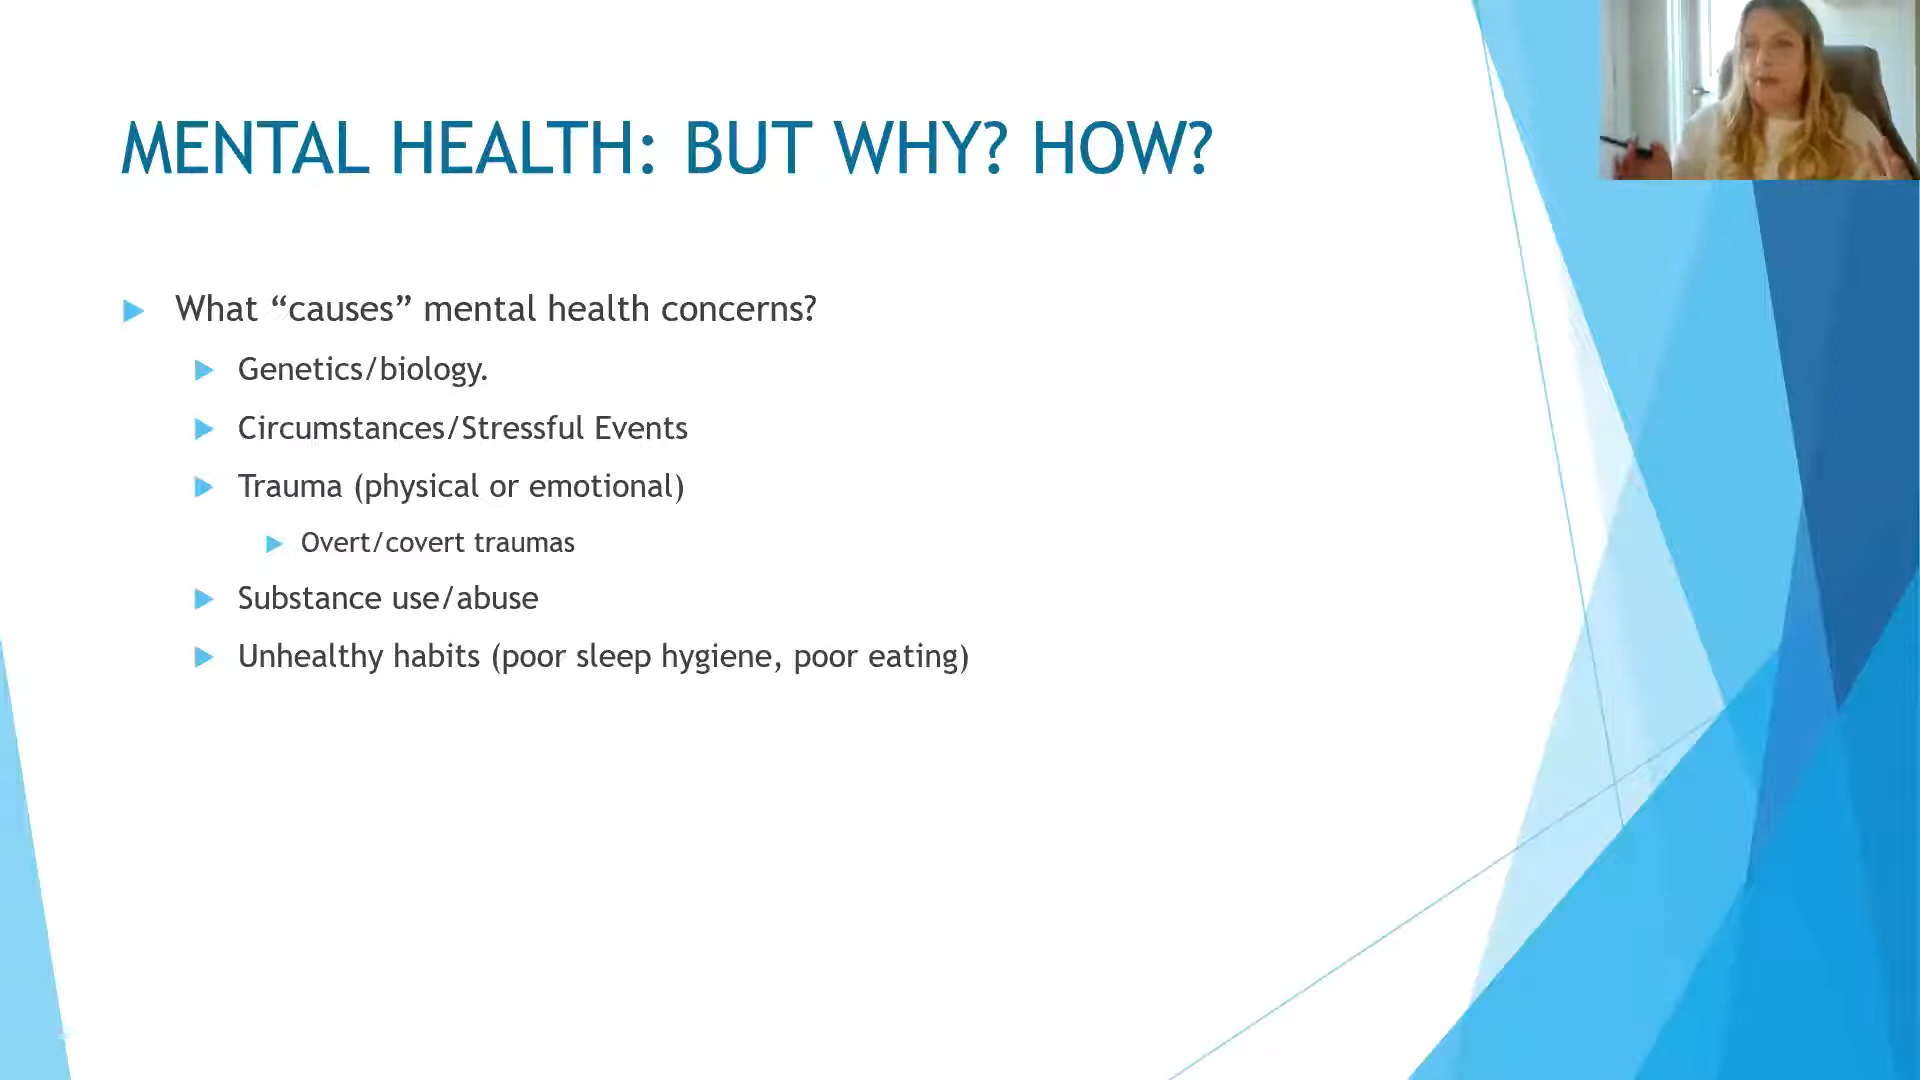 MENTAL HEALTH: BUT WHY? HOW?
What “causes” mental health concerns?
Genetics/biology.
Circumstances/Stressful Events
Trauma (physical or emotional)
Overt/covert traumas
Substance use/abuse
Unhealthy habits (poor sleep hygiene, poor eating)